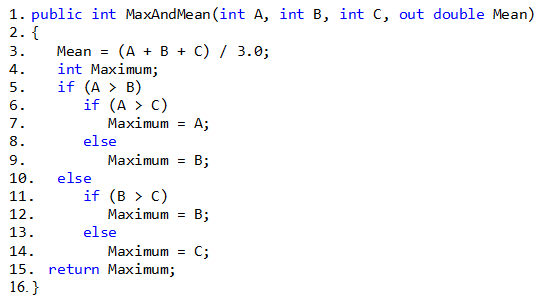 1. public int MaxAndMean(int A, int B, int C, out double Mean)
2. {
3.    Mean = (A + B + C) / 3.0;
4.    int Maximum;
5.    if (A > B)
6.       if (A > C)
7.          Maximum = A;
8.       else
9.          Maximum = B;
10.   else
11.      if (B > C)
12.         Maximum = B;
13.      else
14.         Maximum = C;
15.  return Maximum;
16. }